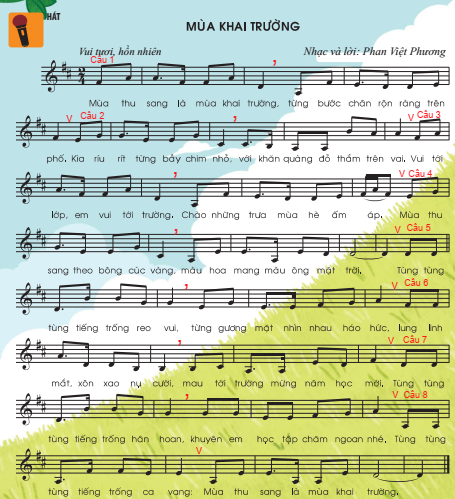 HÁT
MÙA KHAI TRƯỜNG
Vui tươi, hồn nhiên
Nhạc và lời: Phan Việt Phương
Câu 1
Mùa thu sang là mùa khai trường, từng bước chân rộn ràng trên
V Câu 2 V Câu 3
phố. Kìa ríu rít từng bầy chim nhỏ, với khăn quàng đỏ thắm trên vai. Vui tới
V Câu 4
lớp, em vui tới trường. Chào những trưa mùa hè ấm áp. Mùa thu
V Câu 5
sang theo bông cúc vàng, màu hoa mang màu ông mặt trời. Tùng tùng
V Câu 6
tùng tiếng trống reo vui, từng gương mặt nhìn nhau háo hức, lung linh
V Câu 7
mắt, xôn xao nụ cười, mau tới trường mừng năm học mới. Tùng tùng
V Câu 8
tùng tiếng trống hân hoan, khuyên em học tập chăm ngoan nhé. Tùng tùng
V
tùng tiếng trống ca vang: Mùa thu sang là mùa khai trường.